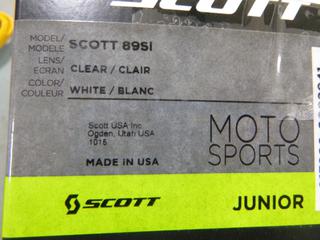 SCOTT
MODEL/
MODELE SCOTT 89SI
LENS/
ECRAN CLEAR / CLAIR
COLOR/
COULEUR WHITE / BLANC
Scott USA Inc
Ogden, Utah USA
1015
MADE IN USA
MOTO
SPORTS
SCOTT
JUNIOR